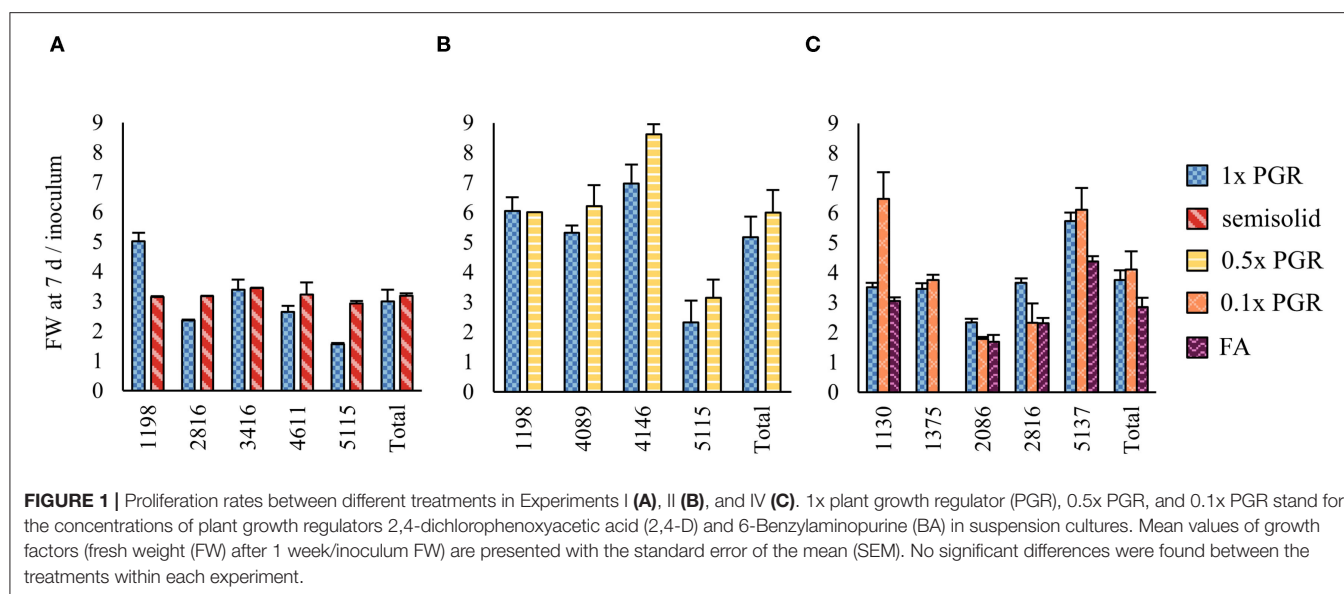 A
B
C
FW at 7 d / inoculum
9
8
7
6
5
4
3
2
1
0
1198
2816
3416
4611
5115
Total
9
8
7
6
5
4
3
2
1
0
1198
4089
4146
5115
Total
9
8
7
6
5
4
3
2
1
0
1130
1375
2086
2816
5137
Total
1x PGR
semisolid
0.5x PGR
0.1x PGR
FA
FIGURE 1 | Proliferation rates between different treatments in Experiments I (A), II (B), and IV (C). 1x plant growth regulator (PGR), 0.5x PGR, and 0.1x PGR stand for
the concentrations of plant growth regulators 2,4-dichlorophenoxyacetic acid (2,4-D) and 6-Benzylaminopurine (BA) in suspension cultures. Mean values of growth
factors (fresh weight (FW) after 1 week/inoculum FW) are presented with the standard error of the mean (SEM). No significant differences were found between the
treatments within each experiment.